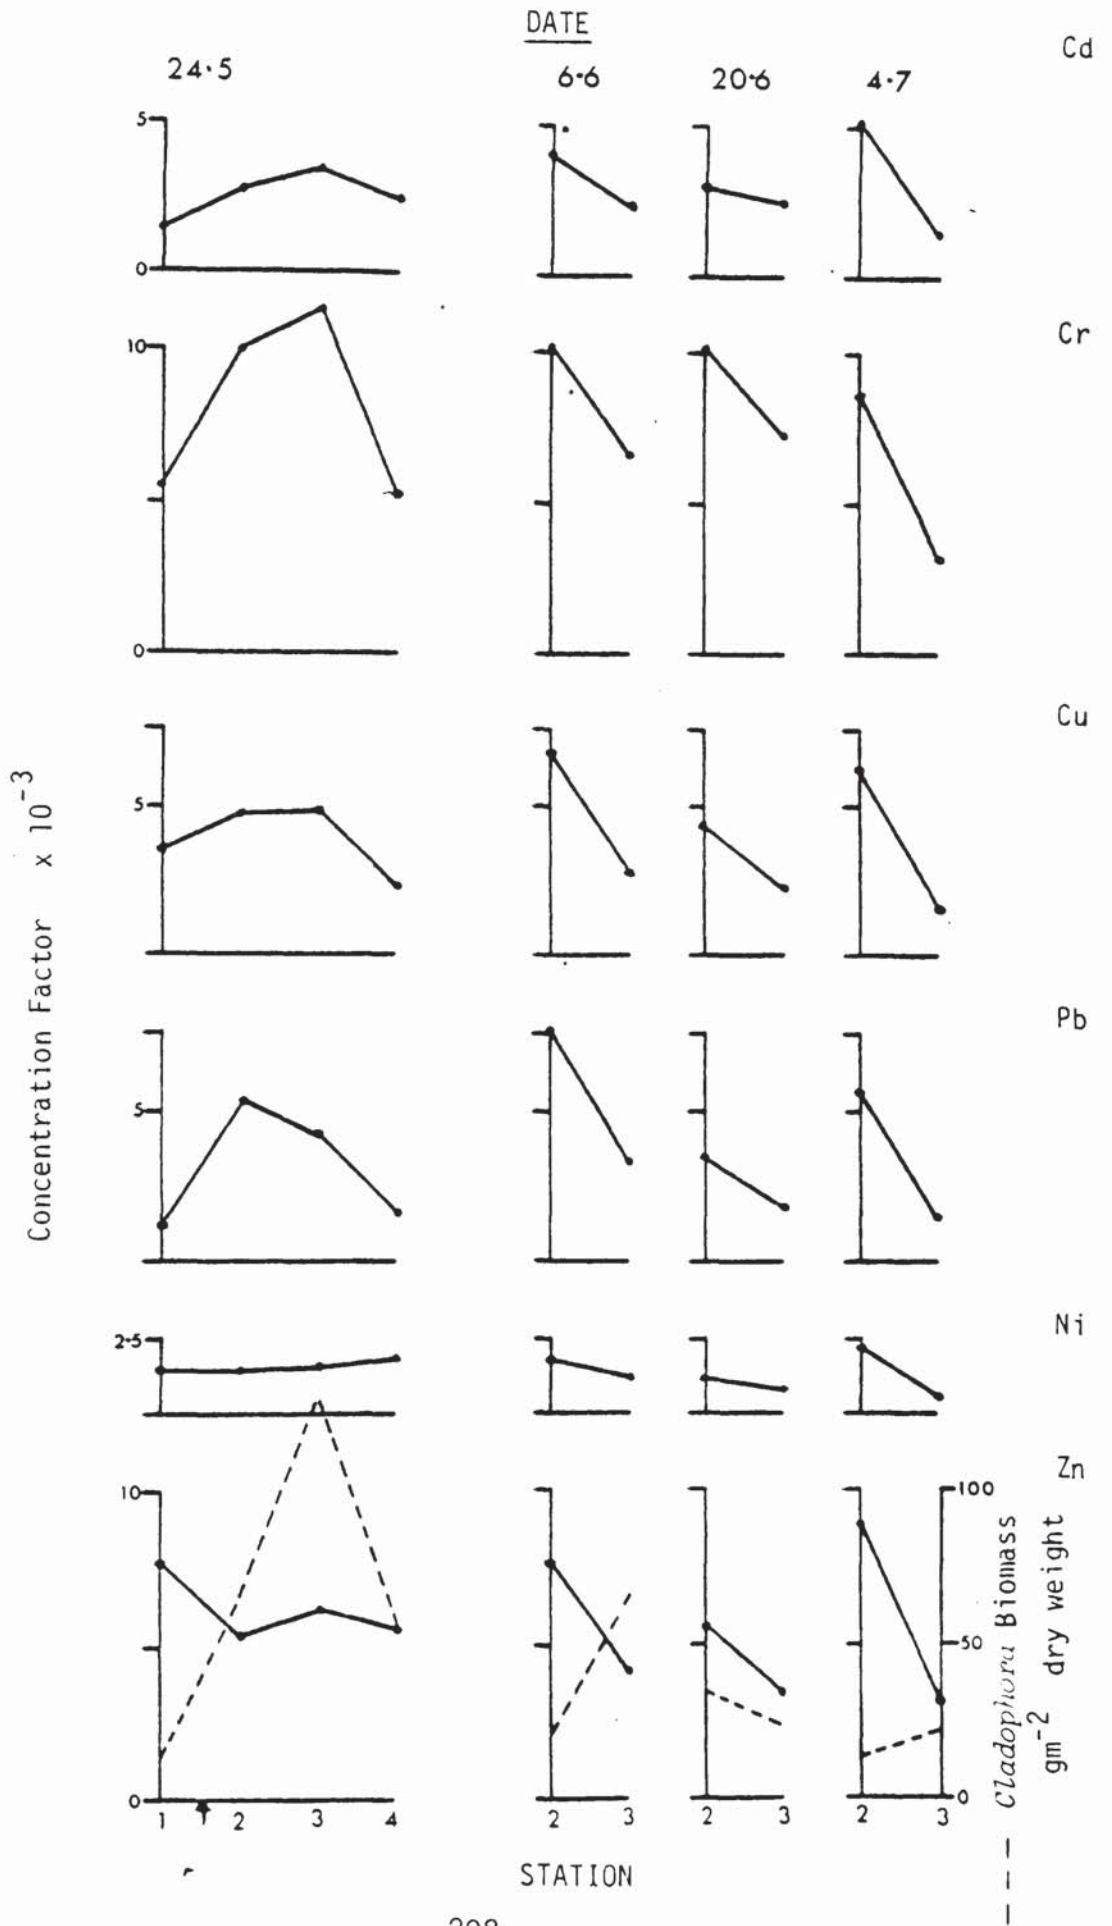 DATE
24·5 6·6 20·6 4·7
Cd
5
0
Cr
10
0
Cu
5
Pb
5
Ni
2·5
Zn
10
0
100
50
0
1 2 3 4
2 3
2 3
2 3
STATION
Concentration Factor x 10⁻³
--- Cladophora Biomass
gm⁻² dry weight